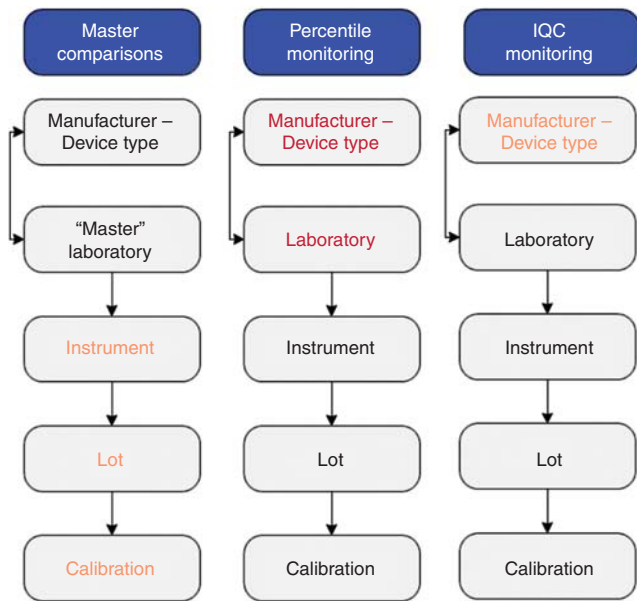 Master
comparisons
Manufacturer –
Device type
“Master”
laboratory
Instrument
Lot
Calibration
Percentile
monitoring
Manufacturer –
Device type
Laboratory
Instrument
Lot
Calibration
IQC
monitoring
Manufacturer –
Device type
Laboratory
Instrument
Lot
Calibration